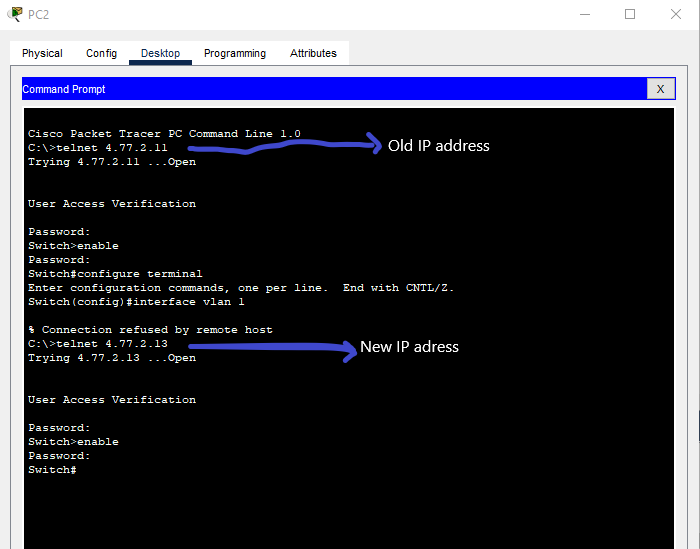 PC2
Physical Config Desktop Programming Attributes
Command Prompt X
Cisco Packet Tracer PC Command Line 1.0
C:\>telnet 4.77.2.11 Old IP address
Trying 4.77.2.11 ...Open
User Access Verification
Password:
Switch>enable
Password:
Switch#configure terminal
Enter configuration commands, one per line. End with CNTL/Z.
Switch(config)#interface vlan 1
% Connection refused by remote host
C:\>telnet 4.77.2.13 New IP adress
Trying 4.77.2.13 ...Open
User Access Verification
Password:
Switch>enable
Password:
Switch#